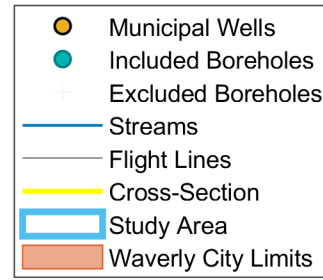 Municipal Wells
Included Boreholes
Excluded Boreholes
Streams
Flight Lines
Cross-Section
Study Area
Waverly City Limits